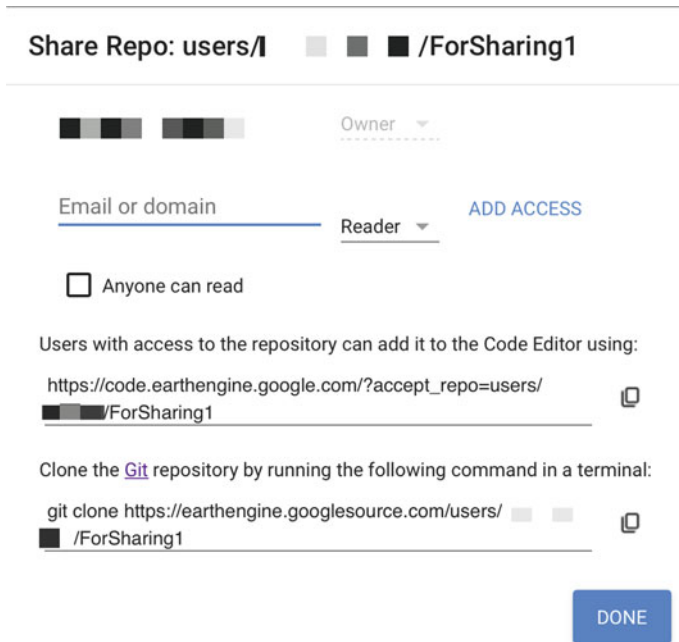 Share Repo: users/ /ForSharing1
Owner
Email or domain
Reader
ADD ACCESS
Anyone can read
Users with access to the repository can add it to the Code Editor using:
https://code.earthengine.google.com/?accept_repo=users/
/ForSharing1
Clone the Git repository by running the following command in a terminal:
git clone https://earthengine.googlesource.com/users/
/ForSharing1
DONE